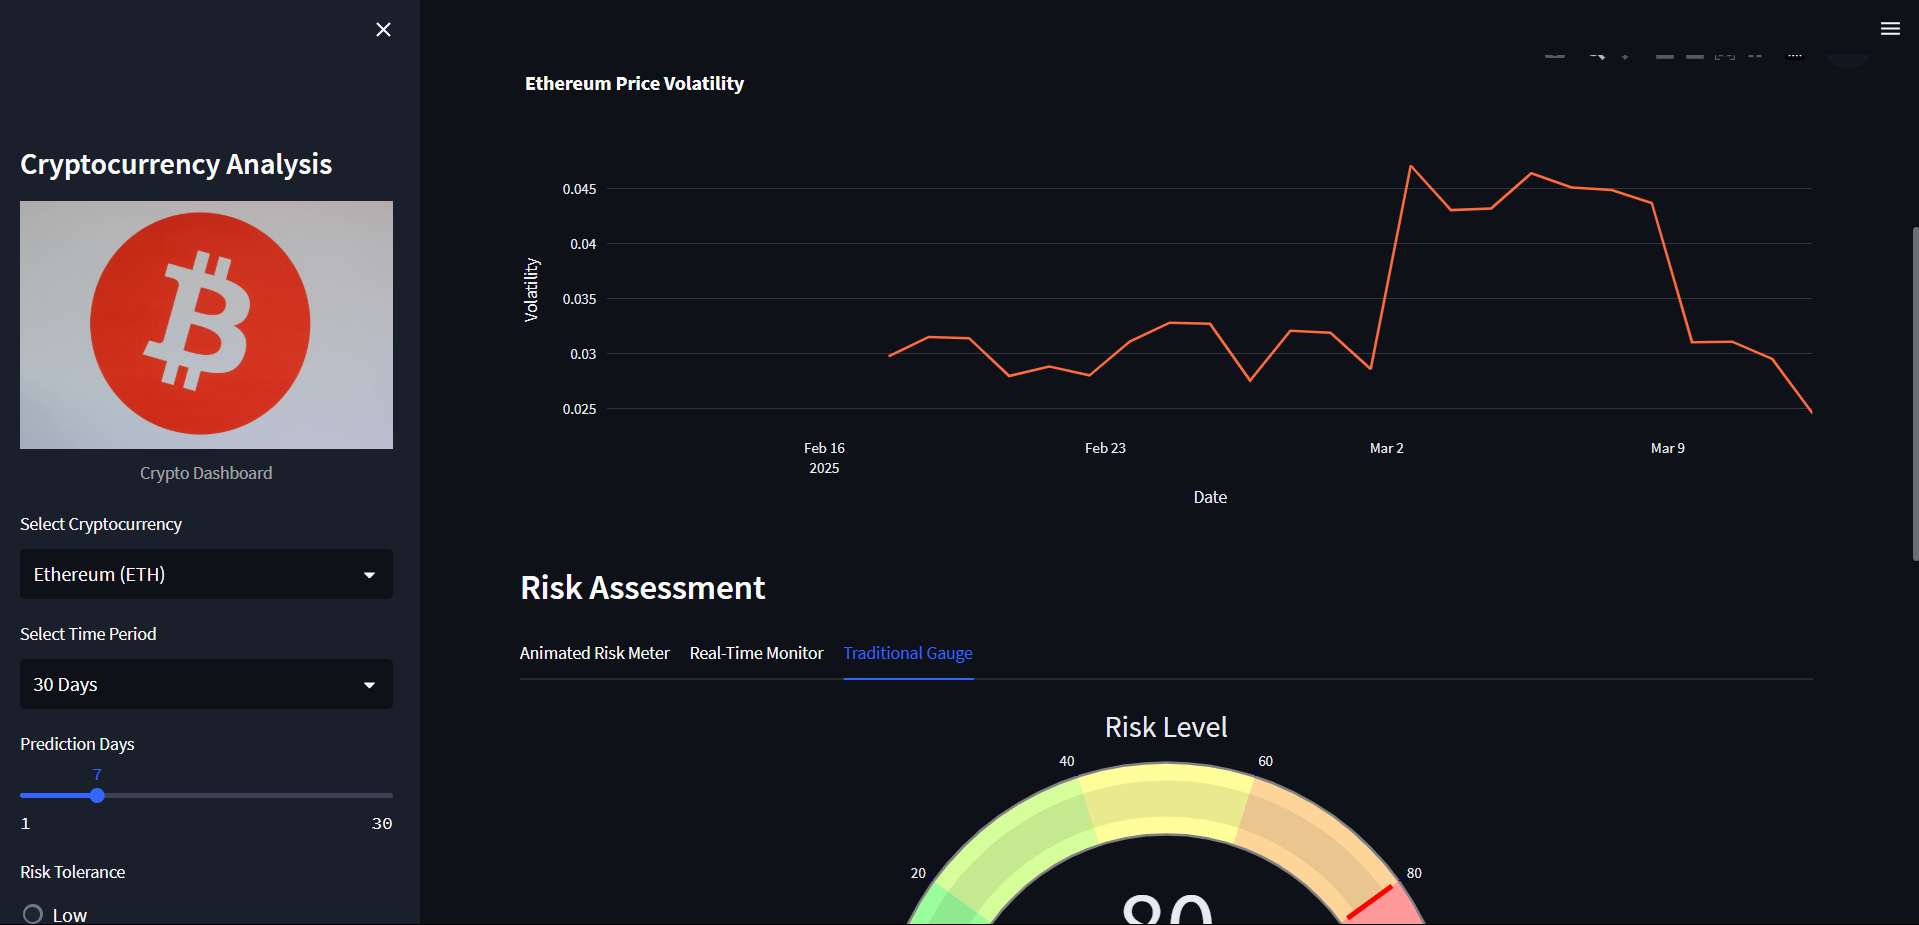 Cryptocurrency Analysis
Crypto Dashboard
Select Cryptocurrency
Ethereum (ETH)
Select Time Period
30 Days
Prediction Days
7
1
30
Risk Tolerance
Low
Ethereum Price Volatility
Volatility
0.045
0.04
0.035
0.03
0.025
Feb 16
2025
Feb 23
Mar 2
Mar 9
Date
Risk Assessment
Animated Risk Meter
Real-Time Monitor
Traditional Gauge
Risk Level
40
60
20
80
80